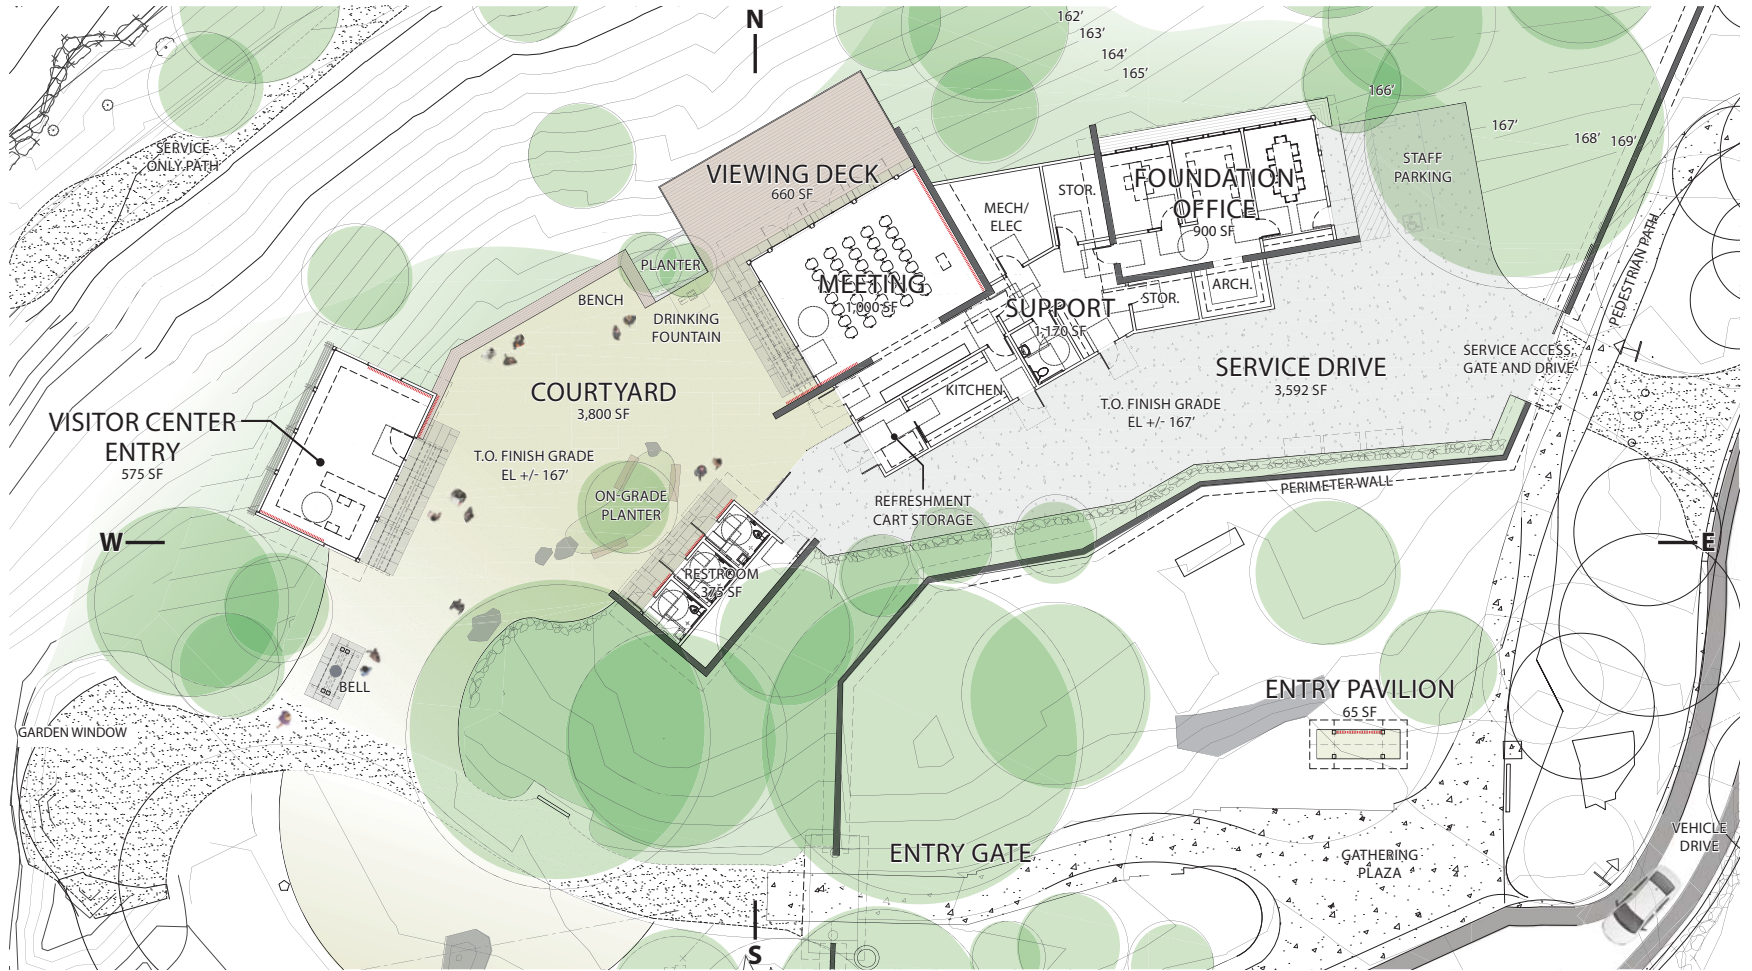 N
162'
163'
164'
165'
166'
167'
168'
169'
SERVICE
ONLY PATH
VIEWING DECK
660 SF
MECH/
ELEC
STOR.
FOUNDATION
OFFICE
900 SF
STAFF
PARKING
PEDESTRIAN PATH
PLANTER
BENCH
DRINKING
FOUNTAIN
MEETING
1,000 SF
SUPPORT
1,170 SF
STOR.
ARCH.
SERVICE DRIVE
3,592 SF
SERVICE ACCESS
GATE AND DRIVE
COURTYARD
3,800 SF
KITCHEN
T.O. FINISH GRADE
EL +/- 167'
VISITOR CENTER
ENTRY
575 SF
T.O. FINISH GRADE
EL +/- 167'
ON-GRADE
PLANTER
REFRESHMENT
CART STORAGE
PERIMETER WALL
W
E
RESTROOM
375 SF
BELL
ENTRY PAVILION
65 SF
GARDEN WINDOW
ENTRY GATE
GATHERING
PLAZA
VEHICLE
DRIVE
S